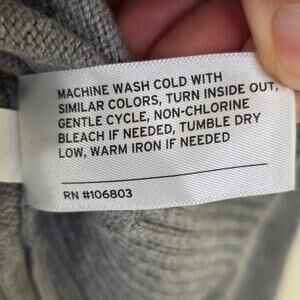 MACHINE WASH COLD WITH
SIMILAR COLORS, TURN INSIDE OUT,
GENTLE CYCLE, NON-CHLORINE
BLEACH IF NEEDED, TUMBLE DRY
LOW, WARM IRON IF NEEDED
RN #106803